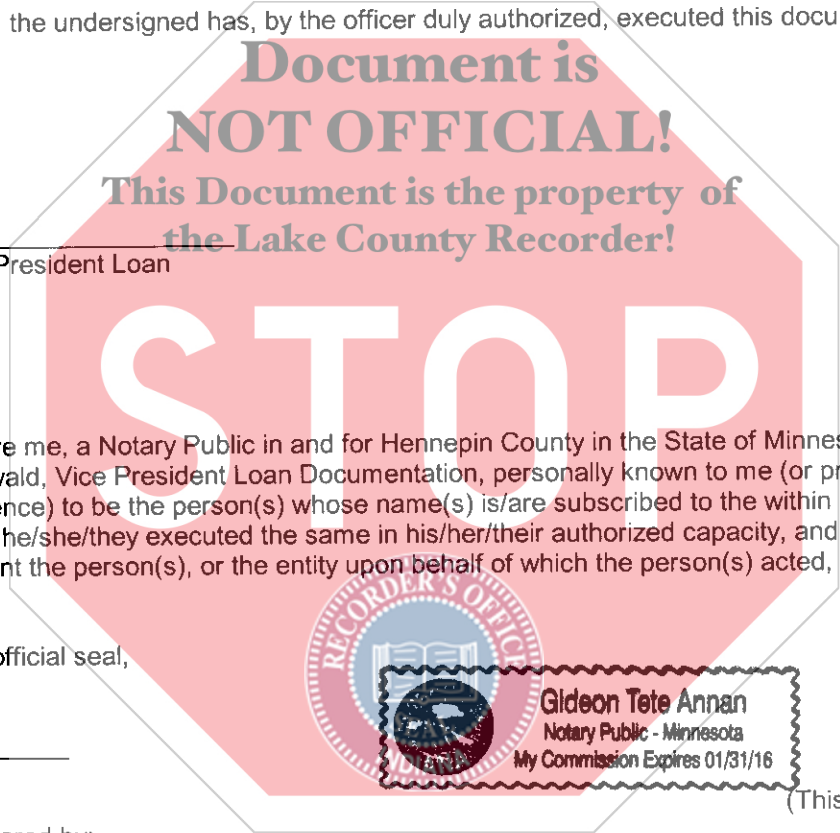 the undersigned has, by the officer duly authorized, executed this docu
Document is
NOT OFFICIAL!
This Document is the property of
the Lake County Recorder!
President Loan
STOP
e me, a Notary Public in and for Hennepin County in the State of Minnes
vald, Vice President Loan Documentation, personally known to me (or pr
ence) to be the person(s) whose name(s) is/are subscribed to the within
he/she/they executed the same in his/her/their authorized capacity, and
nt the person(s), or the entity upon behalf of which the person(s) acted,
RECORDER'S OFFICE
official seal,
SEAL
INDIANA
Gideon Tete Annan
Notary Public - Minnesota
My Commission Expires 01/31/16
(This